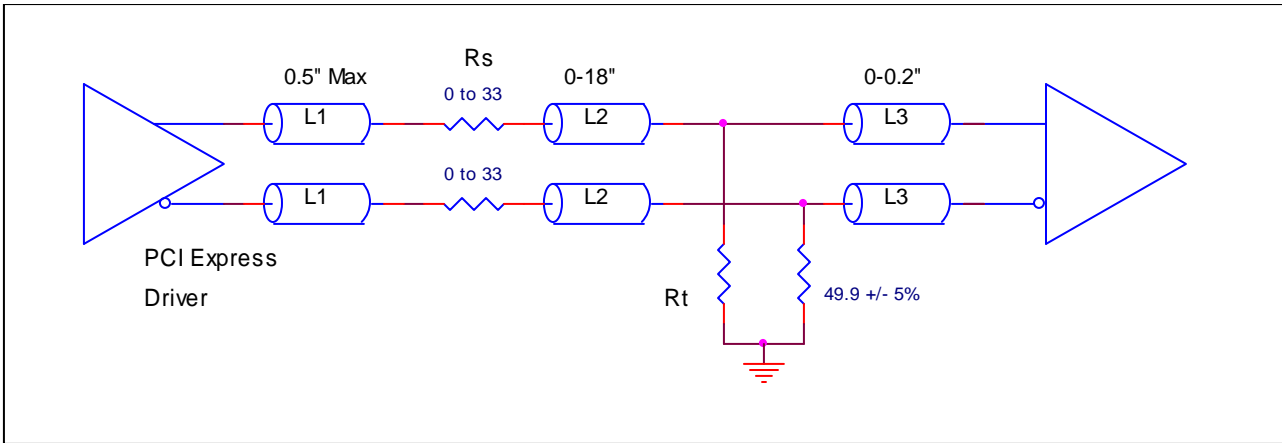 Rs
0.5" Max
0-18"
0-0.2"
0 to 33
L1
L2
L3
0 to 33
L1
L2
L3
PCI Express
Driver
Rt
49.9 +/- 5%